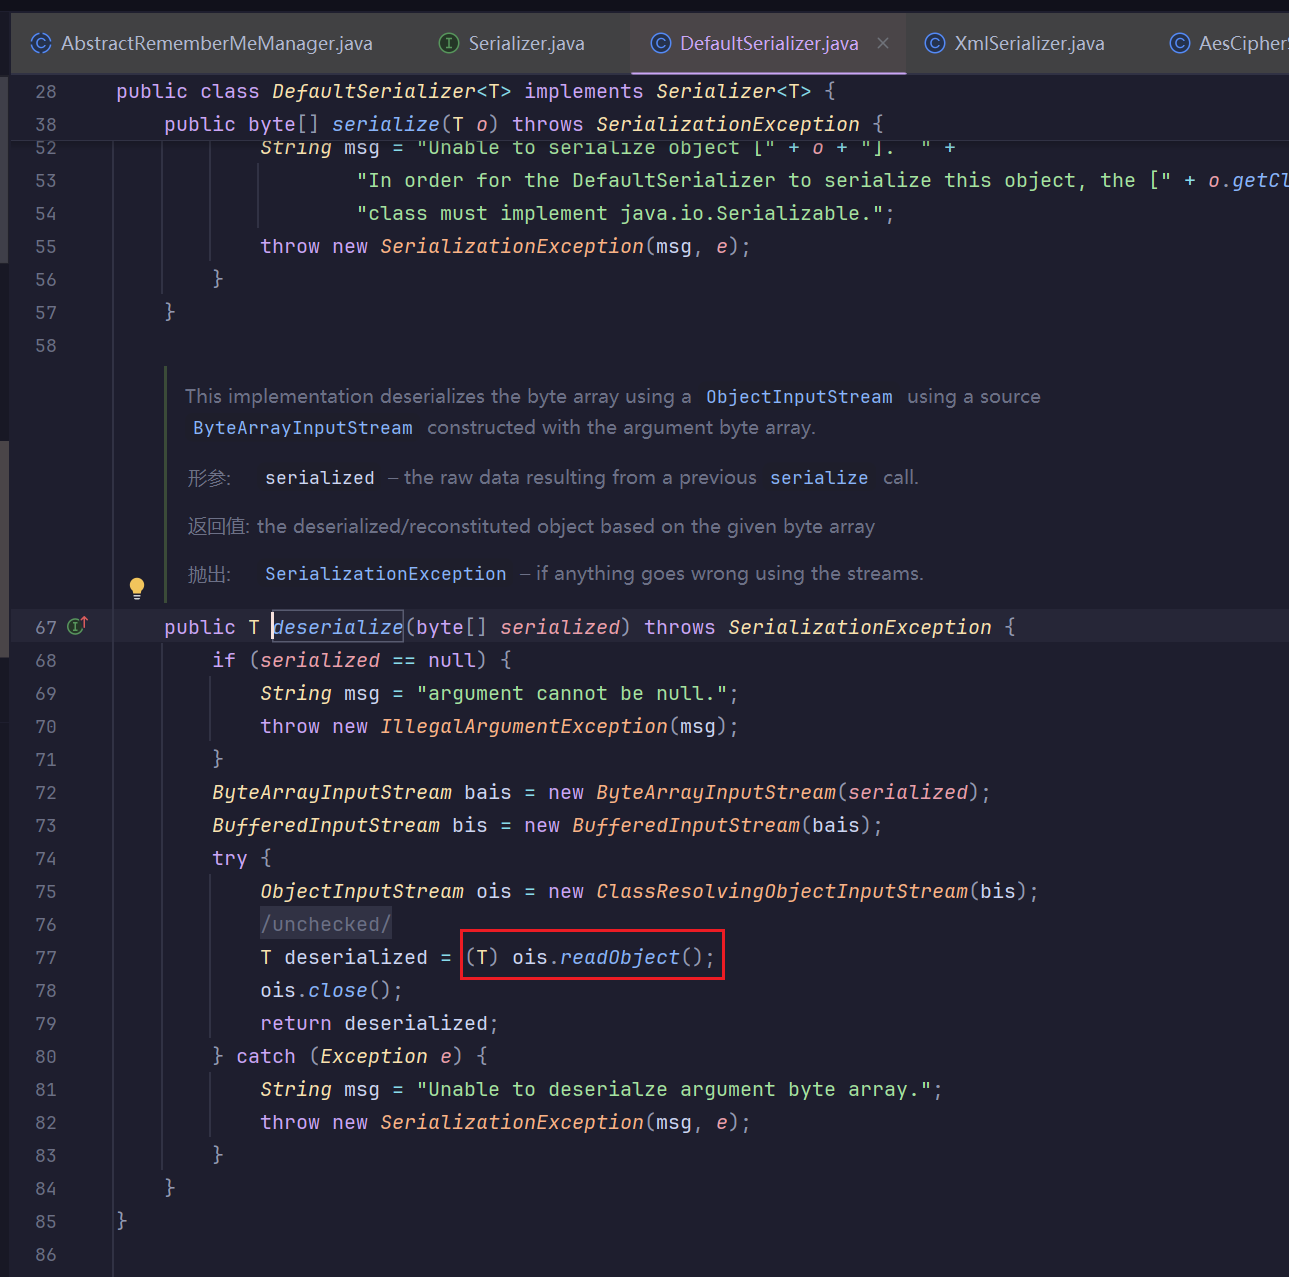 AbstractRememberMeManager.java Serializer.java DefaultSerializer.java XmlSerializer.java AesCipher
28 public class DefaultSerializer<T> implements Serializer<T> {
38 public byte[] serialize(T o) throws SerializationException {
52 String msg = "Unable to serialize object [" + o + "].  " +
53 "In order for the DefaultSerializer to serialize this object, the [" + o.getCl
54 "class must implement java.io.Serializable.";
55 throw new SerializationException(msg, e);
56 }
57 }
58
This implementation deserializes the byte array using a ObjectInputStream using a source
ByteArrayInputStream constructed with the argument byte array.
形参: serialized – the raw data resulting from a previous serialize call.
返回值: the deserialized/reconstituted object based on the given byte array
抛出: SerializationException – if anything goes wrong using the streams.
67 public T deserialize(byte[] serialized) throws SerializationException {
68 if (serialized == null) {
69 String msg = "argument cannot be null.";
70 throw new IllegalArgumentException(msg);
71 }
72 ByteArrayInputStream bais = new ByteArrayInputStream(serialized);
73 BufferedInputStream bis = new BufferedInputStream(bais);
74 try {
75 ObjectInputStream ois = new ClassResolvingObjectInputStream(bis);
76 /unchecked/
77 T deserialized = (T) ois.readObject();
78 ois.close();
79 return deserialized;
80 } catch (Exception e) {
81 String msg = "Unable to deserialze argument byte array.";
82 throw new SerializationException(msg, e);
83 }
84 }
85 }
86